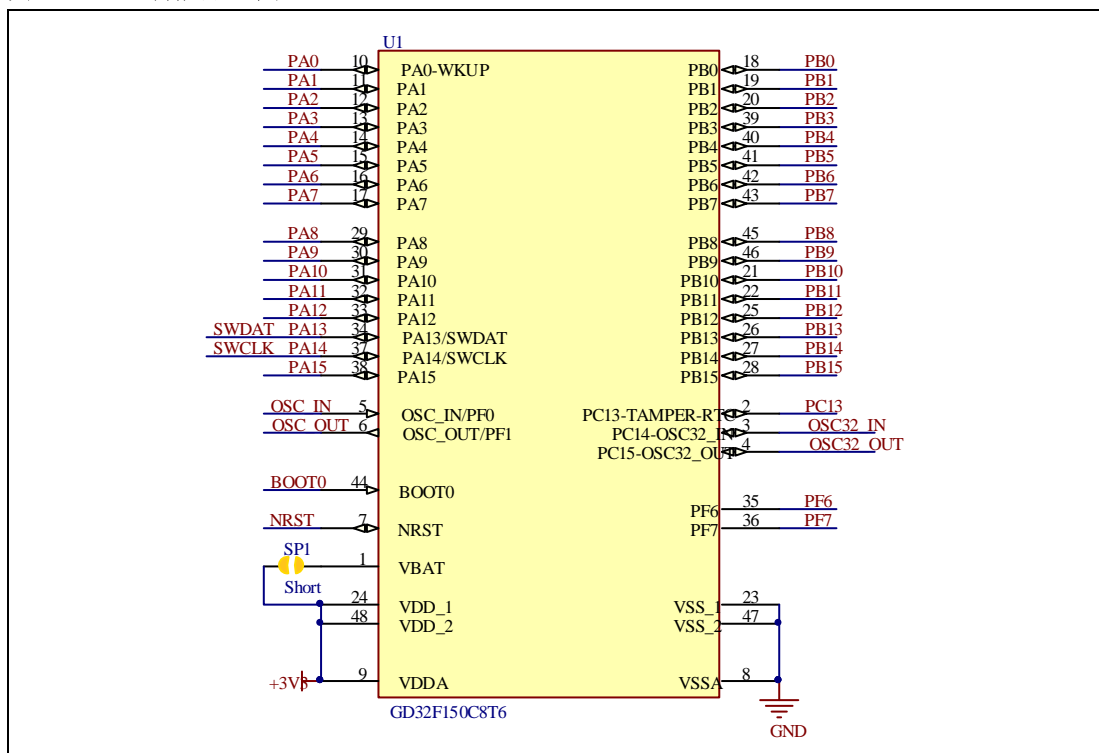 U1
PA0 10 PA0-WKUP PB0 18 PB0
PA1 11 PA1 PB1 19 PB1
PA2 12 PA2 PB2 20 PB2
PA3 13 PA3 PB3 39 PB3
PA4 14 PA4 PB4 40 PB4
PA5 15 PA5 PB5 41 PB5
PA6 16 PA6 PB6 42 PB6
PA7 17 PA7 PB7 43 PB7
PA8 29 PA8 PB8 45 PB8
PA9 30 PA9 PB9 46 PB9
PA10 31 PA10 PB10 21 PB10
PA11 32 PA11 PB11 22 PB11
PA12 33 PA12 PB12 25 PB12
SWDAT PA13 34 PA13/SWDAT PB13 26 PB13
SWCLK PA14 37 PA14/SWCLK PB14 27 PB14
PA15 38 PA15 PB15 28 PB15
OSC_IN 5 OSC_IN/PF0 PC13-TAMPER-RTC 2 PC13
OSC_OUT 6 OSC_OUT/PF1 PC14-OSC32_IN 3 OSC32_IN
PC15-OSC32_OUT 4 OSC32_OUT
BOOT0 44 BOOT0
PF6 35 PF6
NRST 7 NRST PF7 36 PF7
SP1
1 VBAT
Short
24 VDD_1 VSS_1 23
48 VDD_2 VSS_2 47
+3V3 9 VDDA VSSA 8
GD32F150C8T6
GND